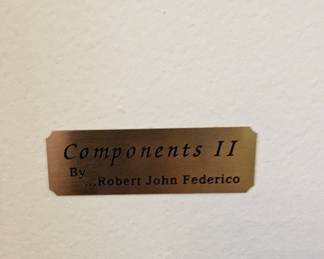 Components II
By
...Robert John Federico